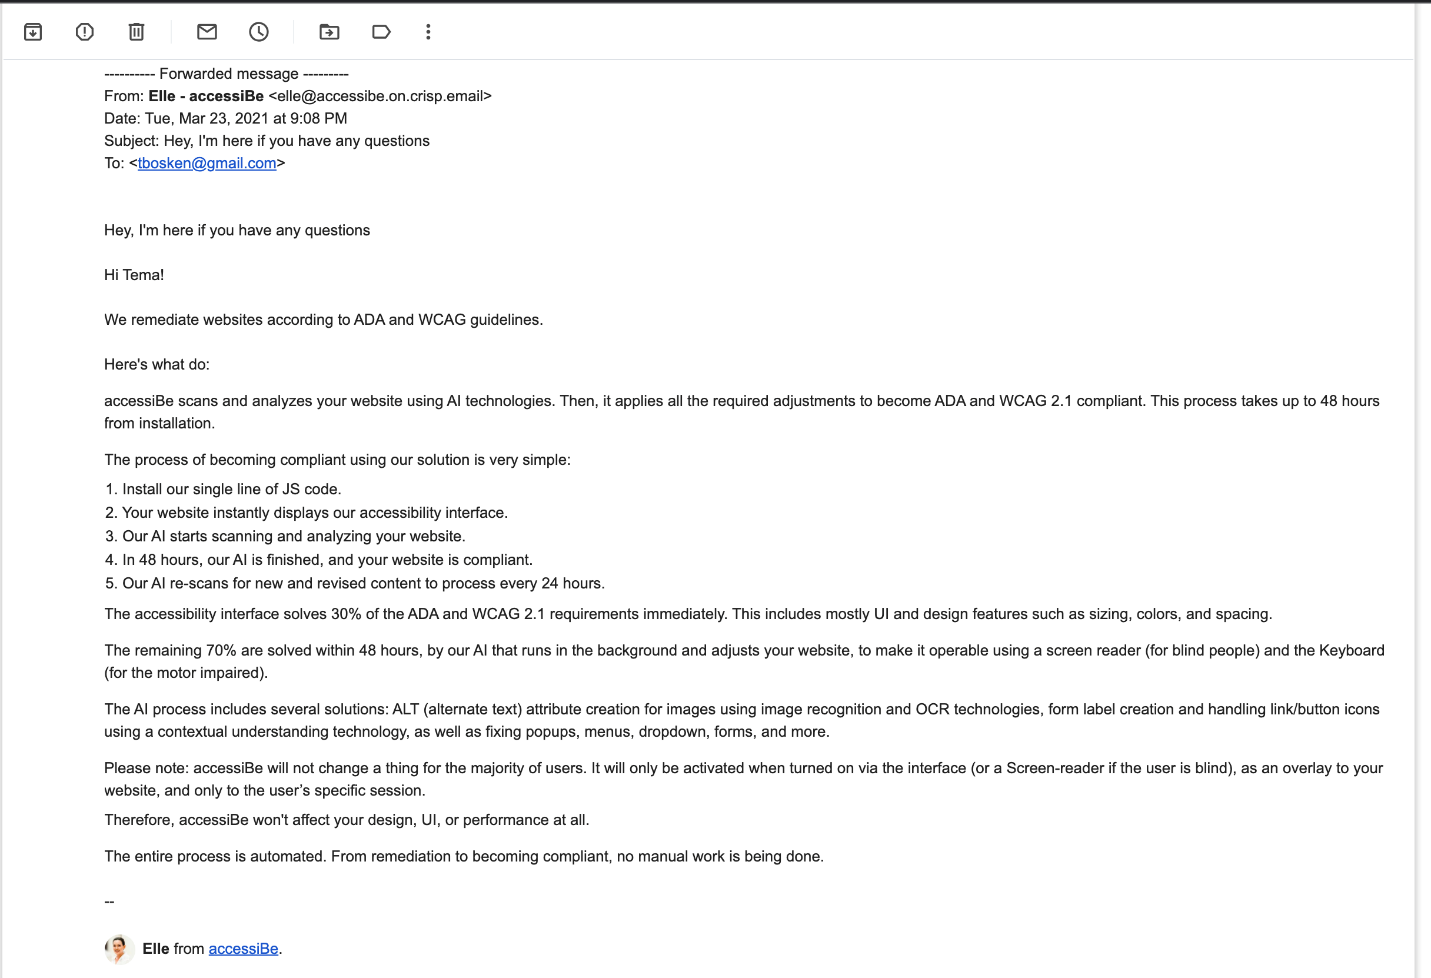 ---------- Forwarded message ---------
From: Elle - accessiBe <elle@accessibe.on.crisp.email>
Date: Tue, Mar 23, 2021 at 9:08 PM
Subject: Hey, I'm here if you have any questions
To: <tbosken@gmail.com>
Hey, I'm here if you have any questions
Hi Tema!
We remediate websites according to ADA and WCAG guidelines.
Here's what do:
accessiBe scans and analyzes your website using AI technologies. Then, it applies all the required adjustments to become ADA and WCAG 2.1 compliant. This process takes up to 48 hours
from installation.
The process of becoming compliant using our solution is very simple:
1. Install our single line of JS code.
2. Your website instantly displays our accessibility interface.
3. Our AI starts scanning and analyzing your website.
4. In 48 hours, our AI is finished, and your website is compliant.
5. Our AI re-scans for new and revised content to process every 24 hours.
The accessibility interface solves 30% of the ADA and WCAG 2.1 requirements immediately. This includes mostly UI and design features such as sizing, colors, and spacing.
The remaining 70% are solved within 48 hours, by our AI that runs in the background and adjusts your website, to make it operable using a screen reader (for blind people) and the Keyboard
(for the motor impaired).
The AI process includes several solutions: ALT (alternate text) attribute creation for images using image recognition and OCR technologies, form label creation and handling link/button icons
using a contextual understanding technology, as well as fixing popups, menus, dropdown, forms, and more.
Please note: accessiBe will not change a thing for the majority of users. It will only be activated when turned on via the interface (or a Screen-reader if the user is blind), as an overlay to your
website, and only to the user’s specific session.
Therefore, accessiBe won't affect your design, UI, or performance at all.
The entire process is automated. From remediation to becoming compliant, no manual work is being done.
--
Elle from accessiBe.